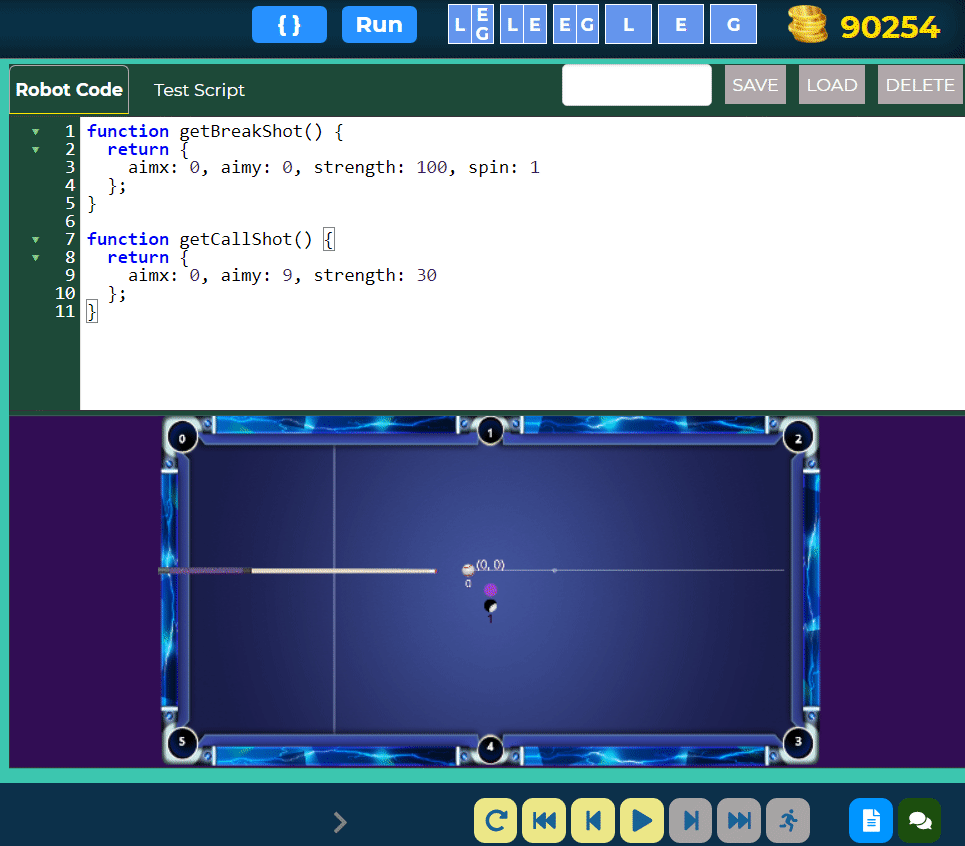 { } Run L E G L E E G L E G 90254
Robot Code Test Script SAVE LOAD DELETE
1 function getBreakShot() {
2 return {
3 aimx: 0, aimy: 0, strength: 100, spin: 1
4 };
5 }
6
7 function getCallShot() {
8 return {
9 aimx: 0, aimy: 9, strength: 30
10 };
11 }
0 1 2
(0, 0)
0
1
5 4 3